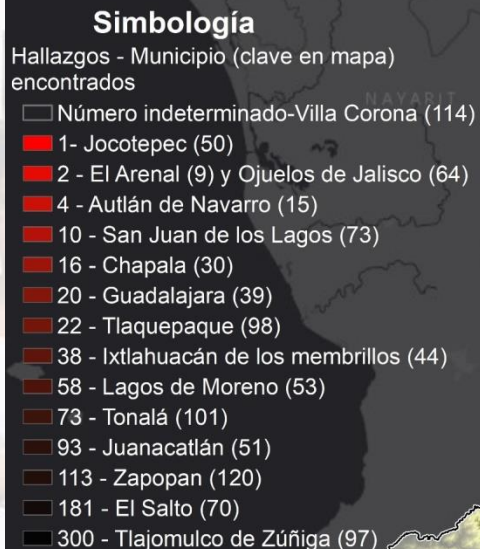 Simbología
Hallazgos - Municipio (clave en mapa)
encontrados
NAYARIT
Número indeterminado-Villa Corona (114)
1- Jocotepec (50)
2 - El Arenal (9) y Ojuelos de Jalisco (64)
4 - Autlán de Navarro (15)
10 - San Juan de los Lagos (73)
16 - Chapala (30)
20 - Guadalajara (39)
22 - Tlaquepaque (98)
38 - Ixtlahuacán de los membrillos (44)
58 - Lagos de Moreno (53)
73 - Tonalá (101)
93 - Juanacatlán (51)
113 - Zapopan (120)
181 - El Salto (70)
300 - Tlajomulco de Zúñiga (97)